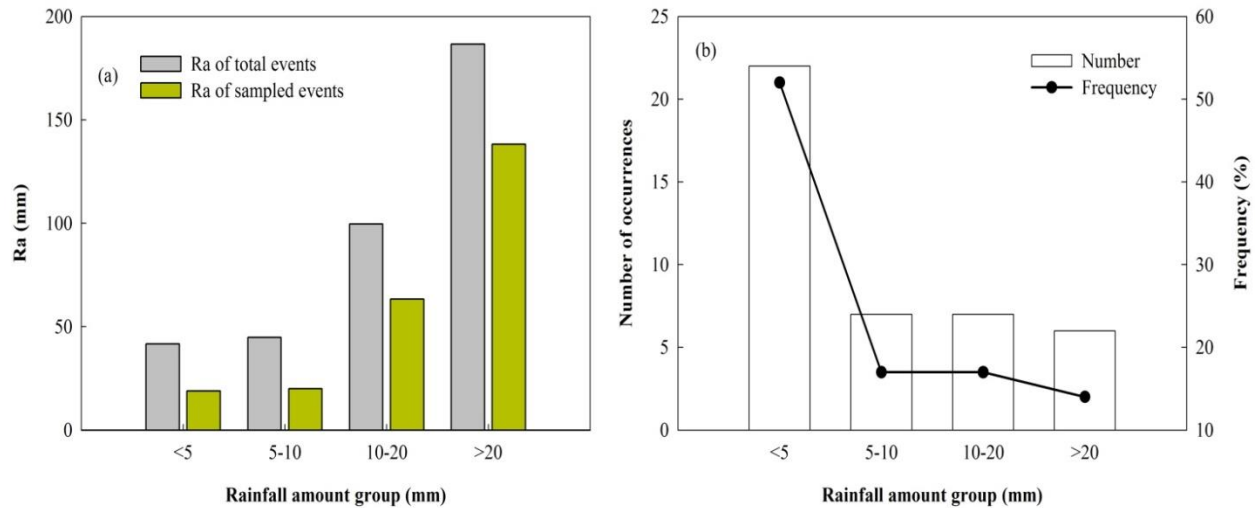 (a)
Ra of total events
Ra of sampled events
Ra (mm)
200
150
100
50
0
<5 5-10 10-20 >20
Rainfall amount group (mm)
(b)
Number
Frequency
Number of occurrences
25
20
15
10
5
0
Frequency (%)
60
50
40
30
20
10
<5 5-10 10-20 >20
Rainfall amount group (mm)